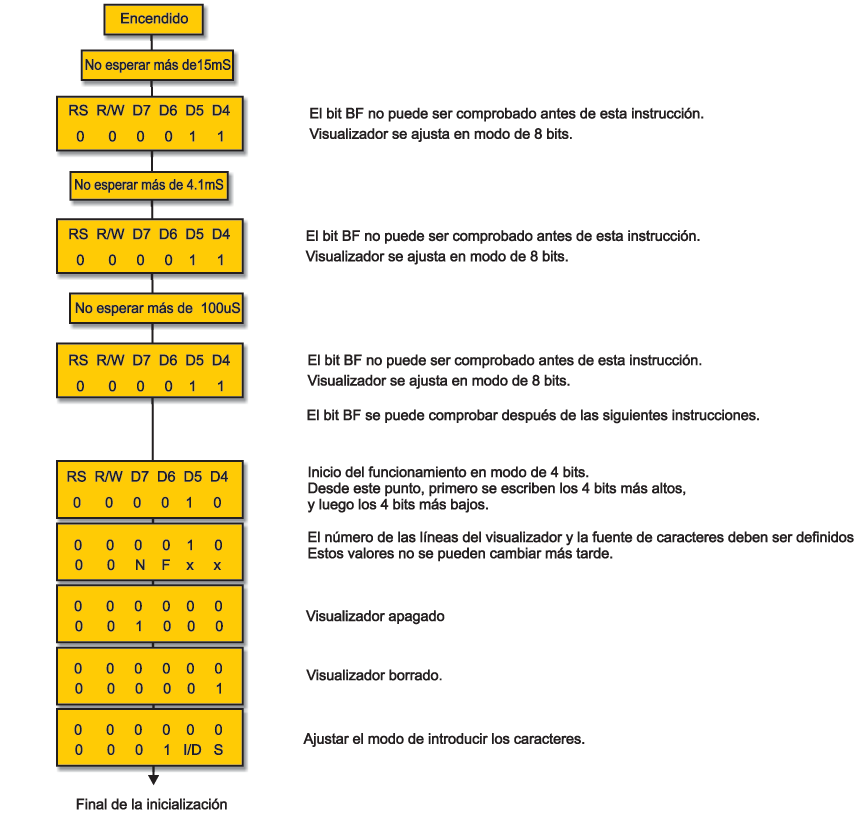 Encendido
No esperar más de15mS
RS R/W D7 D6 D5 D4
0 0 0 0 1 1
El bit BF no puede ser comprobado antes de esta instrucción.
Visualizador se ajusta en modo de 8 bits.
No esperar más de 4.1mS
RS R/W D7 D6 D5 D4
0 0 0 0 1 1
El bit BF no puede ser comprobado antes de esta instrucción.
Visualizador se ajusta en modo de 8 bits.
No esperar más de 100uS
RS R/W D7 D6 D5 D4
0 0 0 0 1 1
El bit BF no puede ser comprobado antes de esta instrucción.
Visualizador se ajusta en modo de 8 bits.
El bit BF se puede comprobar después de las siguientes instrucciones.
RS R/W D7 D6 D5 D4
0 0 0 0 1 0
Inicio del funcionamiento en modo de 4 bits.
Desde este punto, primero se escriben los 4 bits más altos,
y luego los 4 bits más bajos.
0 0 0 0 1 0
0 0 N F x x
El número de las líneas del visualizador y la fuente de caracteres deben ser definidos
Estos valores no se pueden cambiar más tarde.
0 0 0 0 0 0
0 0 1 0 0 0
Visualizador apagado
0 0 0 0 0 0
0 0 0 0 0 1
Visualizador borrado.
0 0 0 0 0 0
0 0 0 1 I/D S
Ajustar el modo de introducir los caracteres.
Final de la inicialización